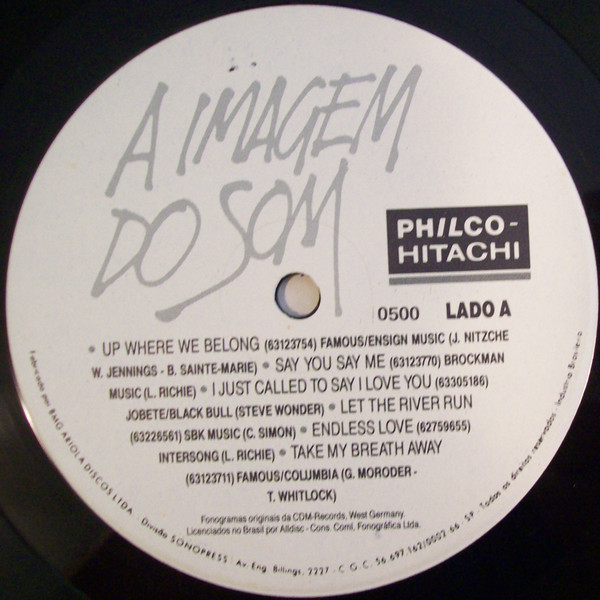 A IMAGEM
DO SOM
PHILCO-
HITACHI
0500 LADO A
• UP WHERE WE BELONG (63123754) FAMOUS/ENSIGN MUSIC (J. NITZCHE
W. JENNINGS - B. SAINTE-MARIE) • SAY YOU SAY ME (63123770) BROCKMAN
MUSIC (L. RICHIE) • I JUST CALLED TO SAY I LOVE YOU (63305186)
JOBETE/BLACK BULL (STEVE WONDER) • LET THE RIVER RUN
(63226561) SBK MUSIC (C. SIMON) • ENDLESS LOVE (62759655)
INTERSONG (L. RICHIE) • TAKE MY BREATH AWAY
(63123711) FAMOUS/COLUMBIA (G. MORODER -
T. WHITLOCK)
Fonogramas originais da CDM-Records, West Germany.
Licenciados no Brasil por Alldisc - Cons. Coml, Fonográfica Ltda.
Fabricado por BMG ARIOLA DISCOS LTDA - Divisão SONOPRESS - Av. Eng. Billings, 2227 - C G C. 56.697.162/0002.66 - SP - Todos os direitos reservados. Indústria Brasileira